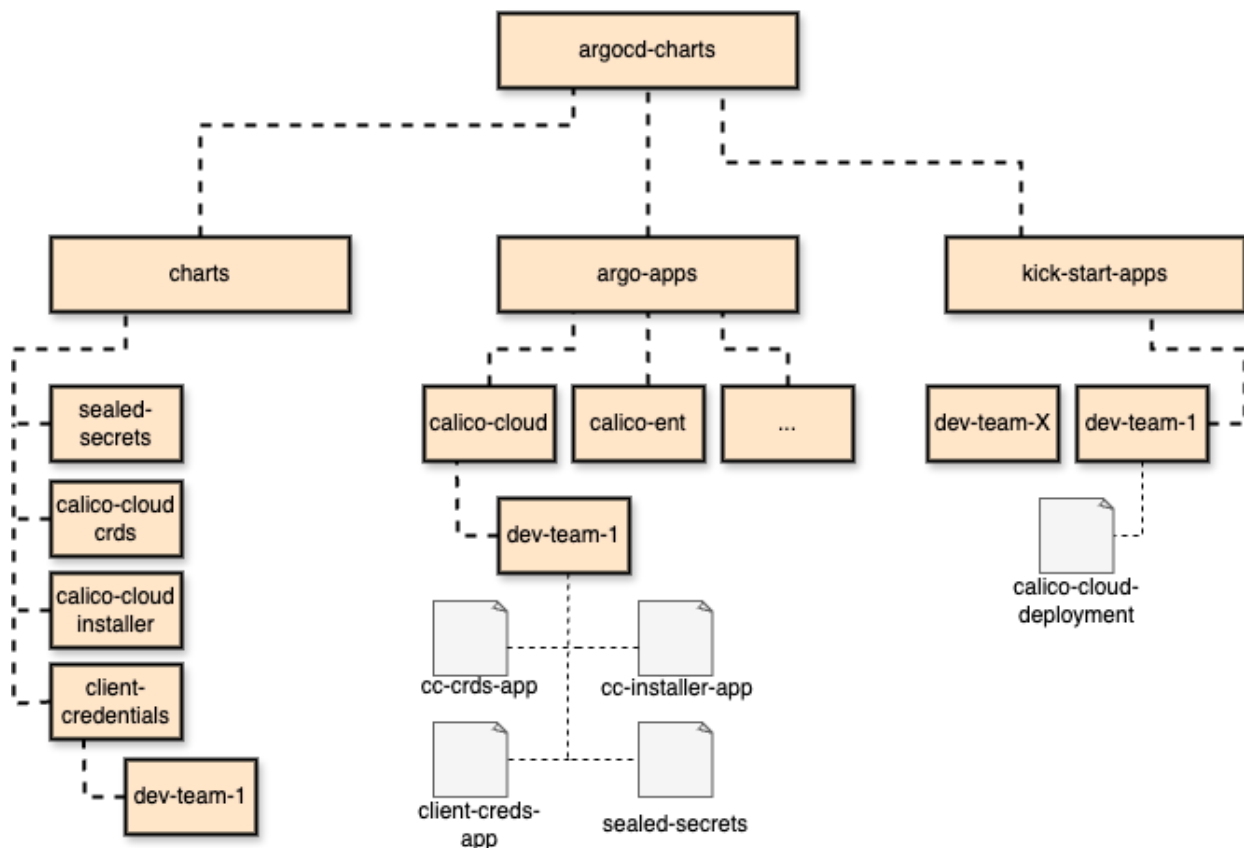 argocd-charts
charts
argo-apps
kick-start-apps
sealed-
secrets
calico-cloud
crds
calico-cloud
installer
client-
credentials
dev-team-1
calico-cloud
calico-ent
...
dev-team-1
cc-crds-app
cc-installer-app
client-creds-
app
sealed-secrets
dev-team-X
dev-team-1
calico-cloud-
deployment